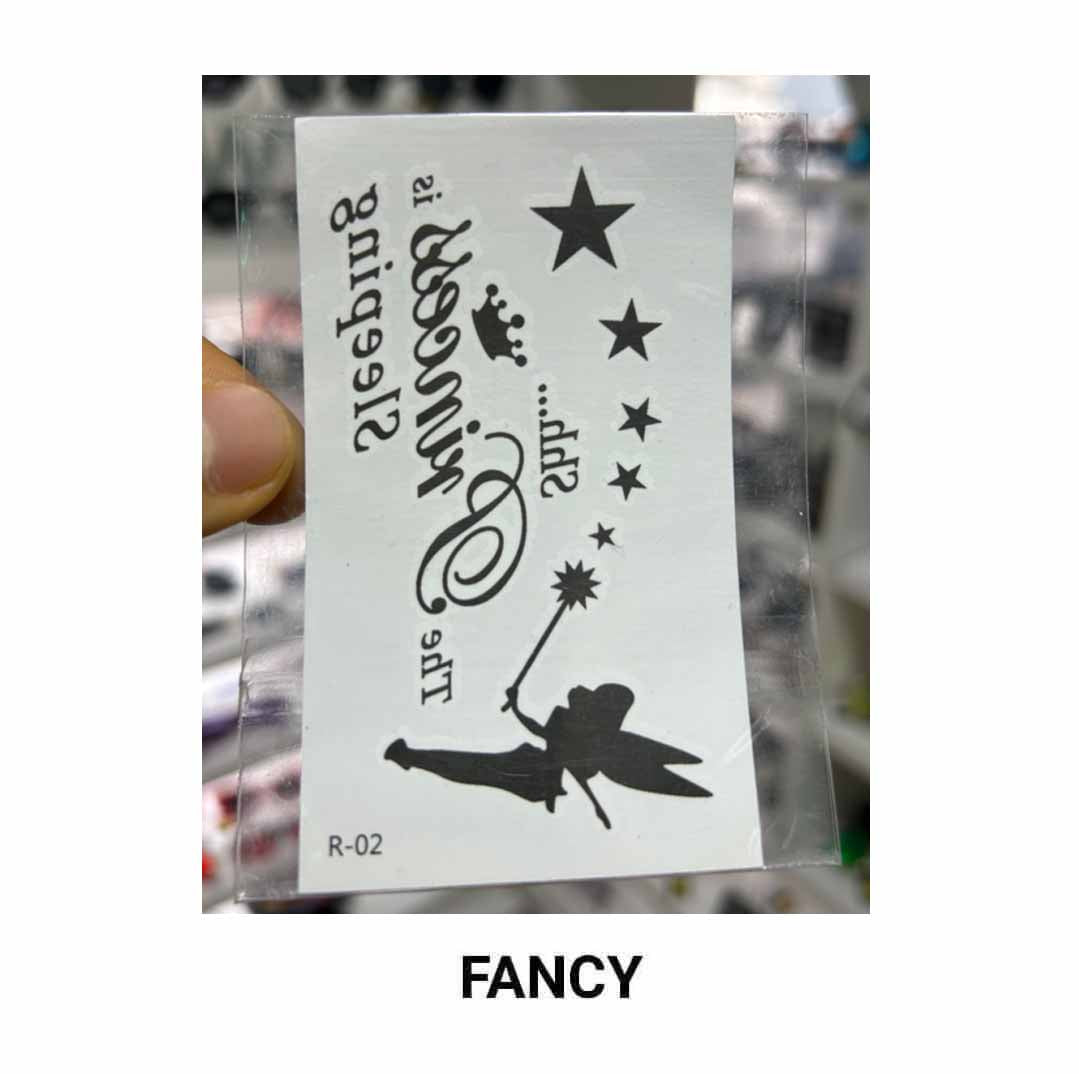 Shh...
The Princess is
Sleeping
R-02
FANCY